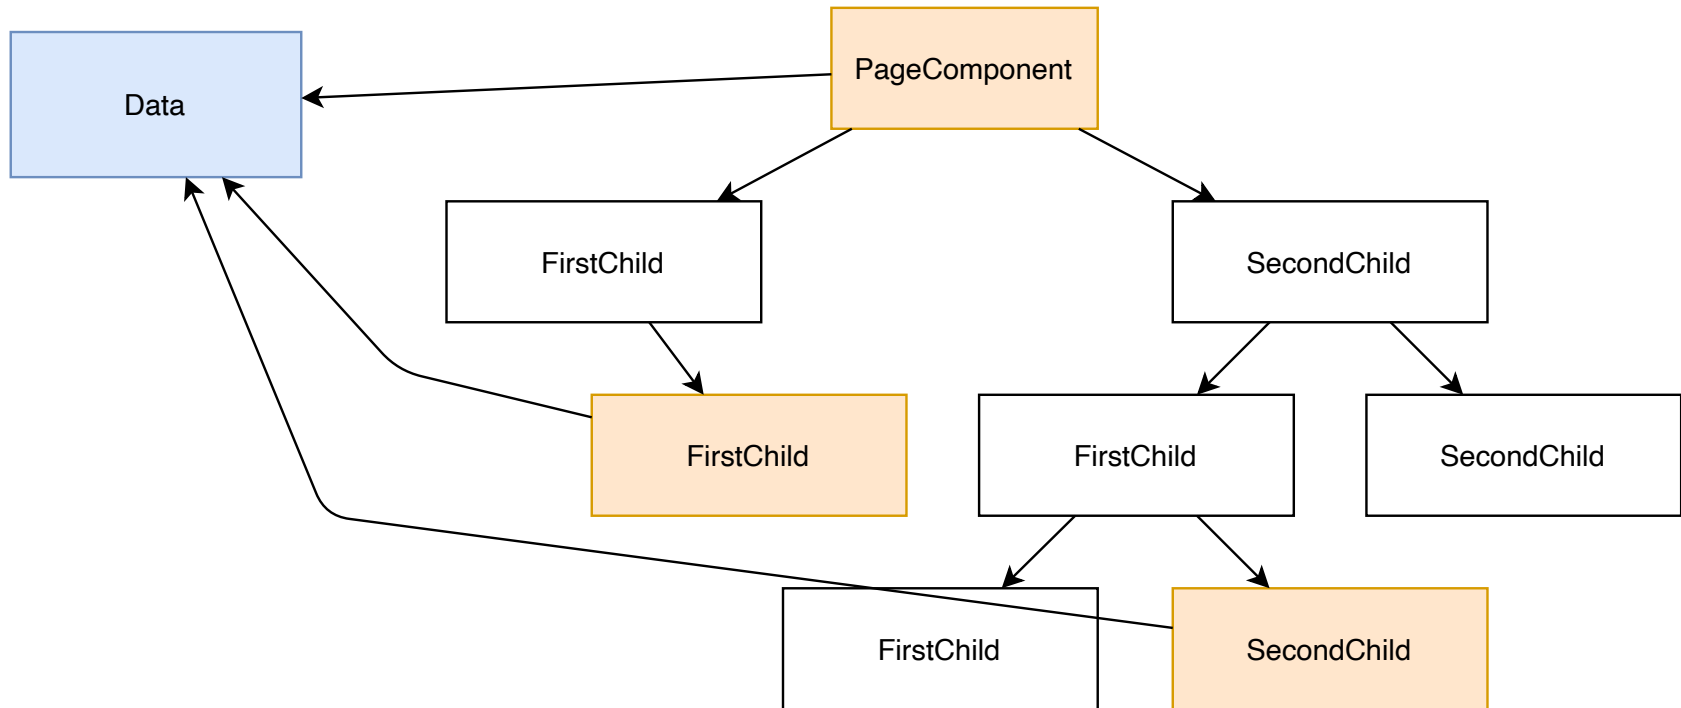 PageComponent
Data
FirstChild
SecondChild
FirstChild
FirstChild
SecondChild
FirstChild
SecondChild